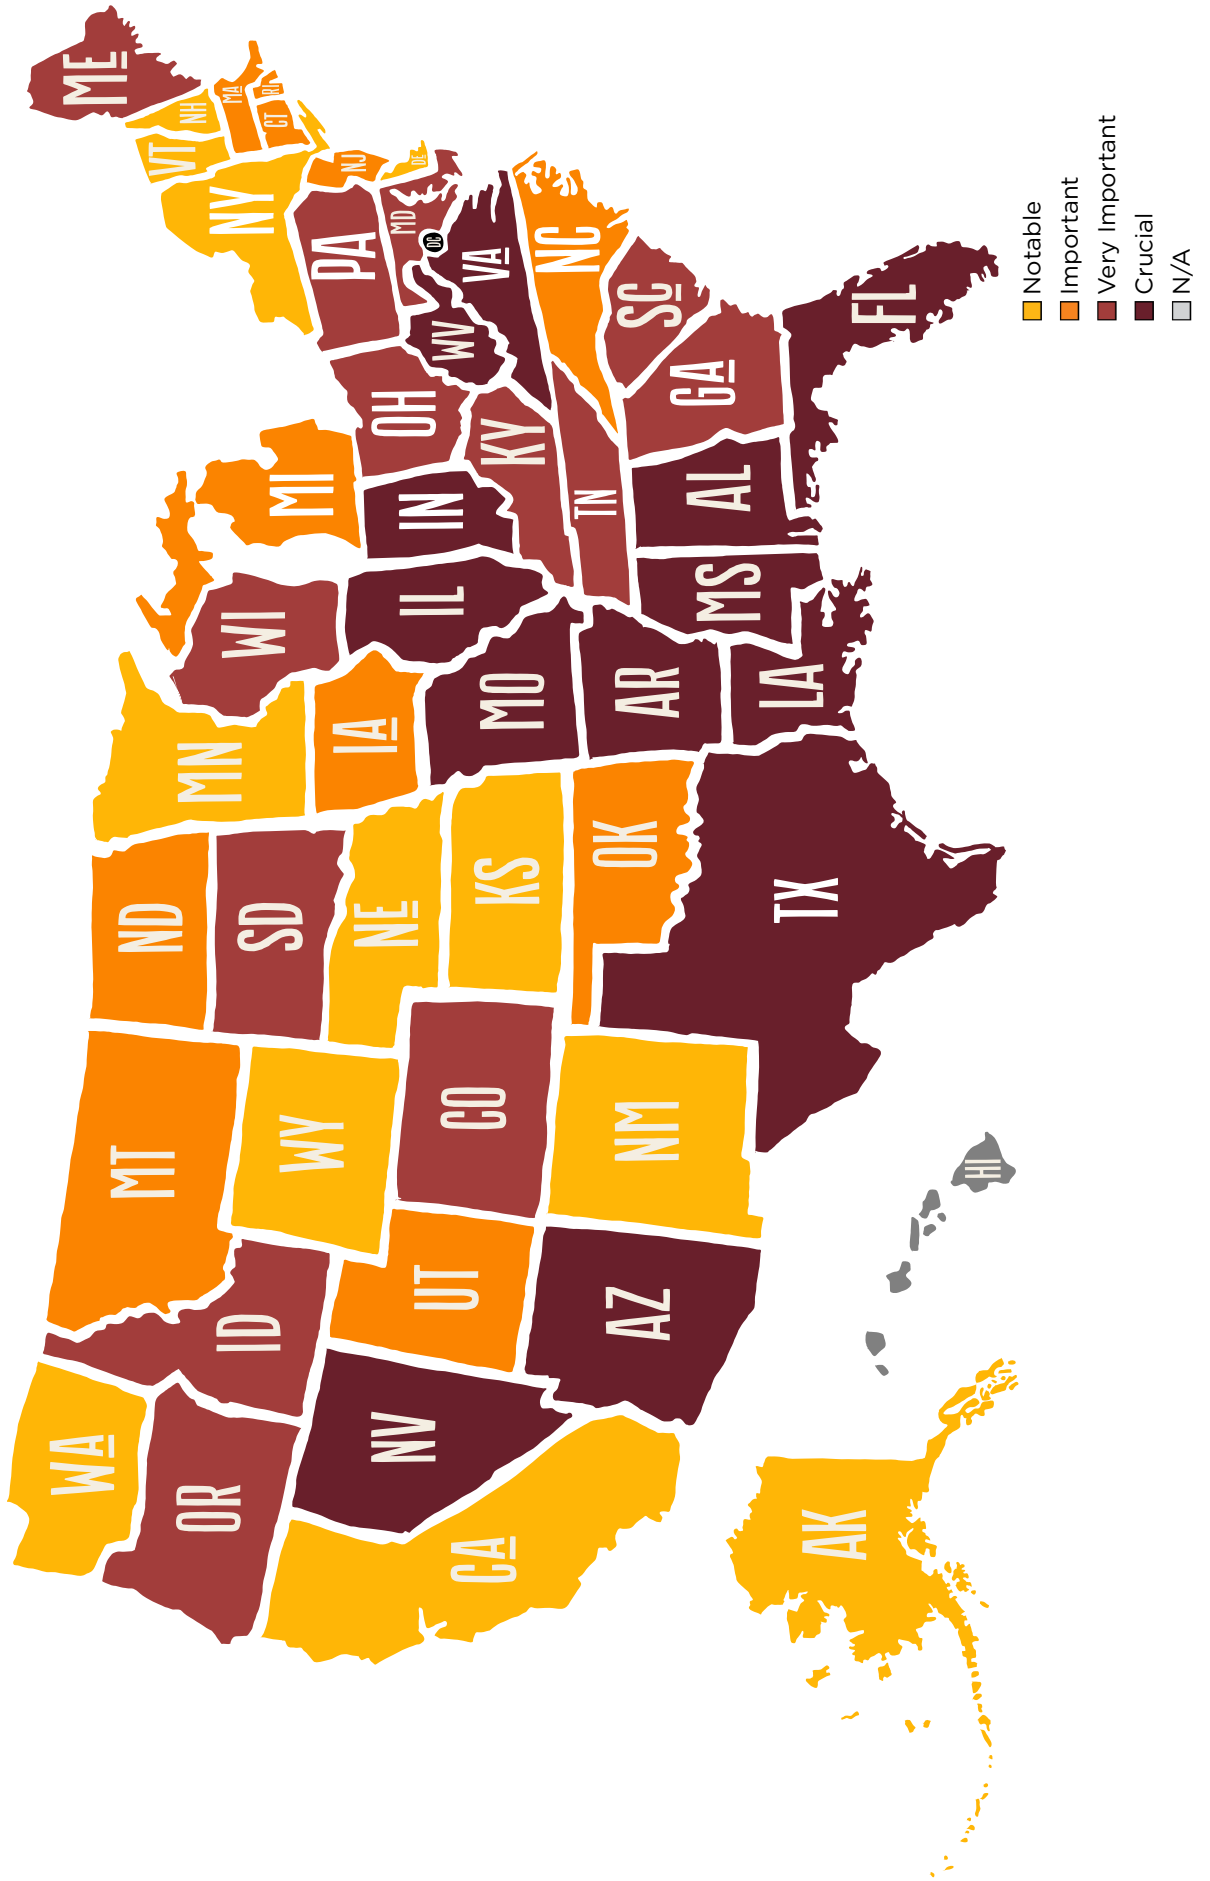 WA
OR
CA
NV
ID
MT
WY
UT
AZ
CO
NM
ND
SD
NE
KS
OK
TX
MN
IA
MO
AR
LA
WI
IL
MS
MI
IN
KY
TN
AL
OH
WV
GA
FL
SC
NC
VA
DC
MD
DE
PA
NJ
NY
CT
RI
MA
VT
NH
ME
AK
HI
Notable
Important
Very Important
Crucial
N/A